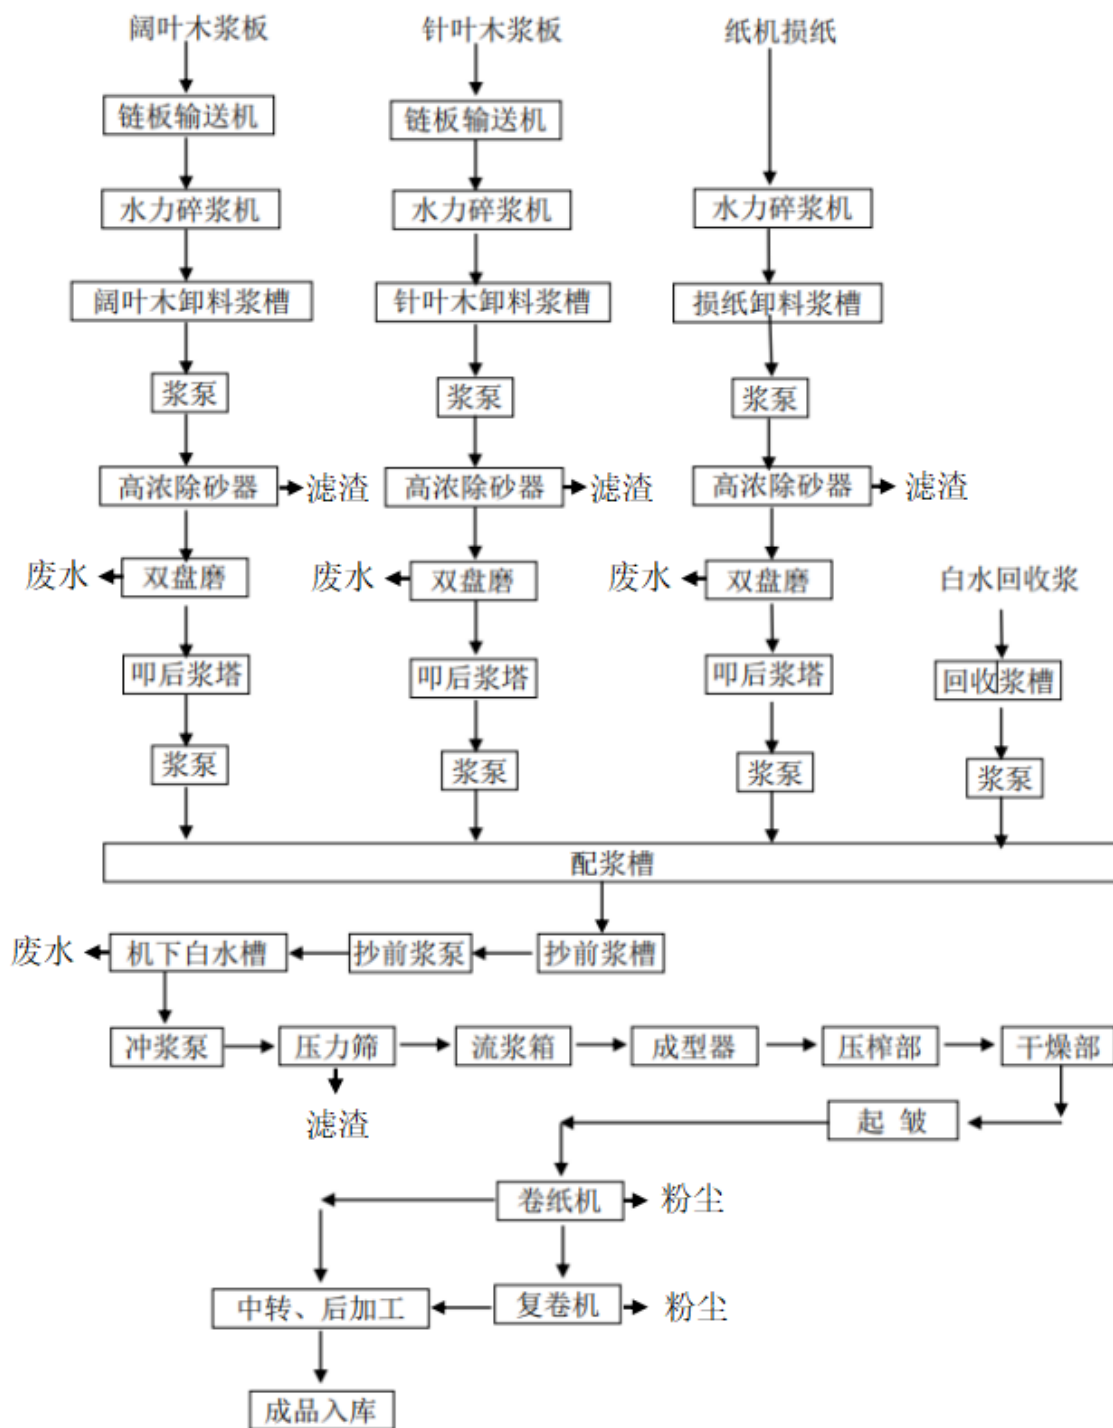 阔叶木浆板 针叶木浆板 纸机损纸
链板输送机 链板输送机
水力碎浆机 水力碎浆机 水力碎浆机
阔叶木卸料浆槽 针叶木卸料浆槽 损纸卸料浆槽
浆泵 浆泵 浆泵
高浓除砂器 滤渣 高浓除砂器 滤渣 高浓除砂器 滤渣
废水 双盘磨 废水 双盘磨 废水 双盘磨 白水回收浆
叩后浆塔 叩后浆塔 叩后浆塔 回收浆槽
浆泵 浆泵 浆泵 浆泵
配浆槽
废水 机下白水槽 抄前浆泵 抄前浆槽
冲浆泵 压力筛 流浆箱 成型器 压榨部 干燥部
滤渣 起 皱
卷纸机 粉尘
中转、后加工 复卷机 粉尘
成品入库